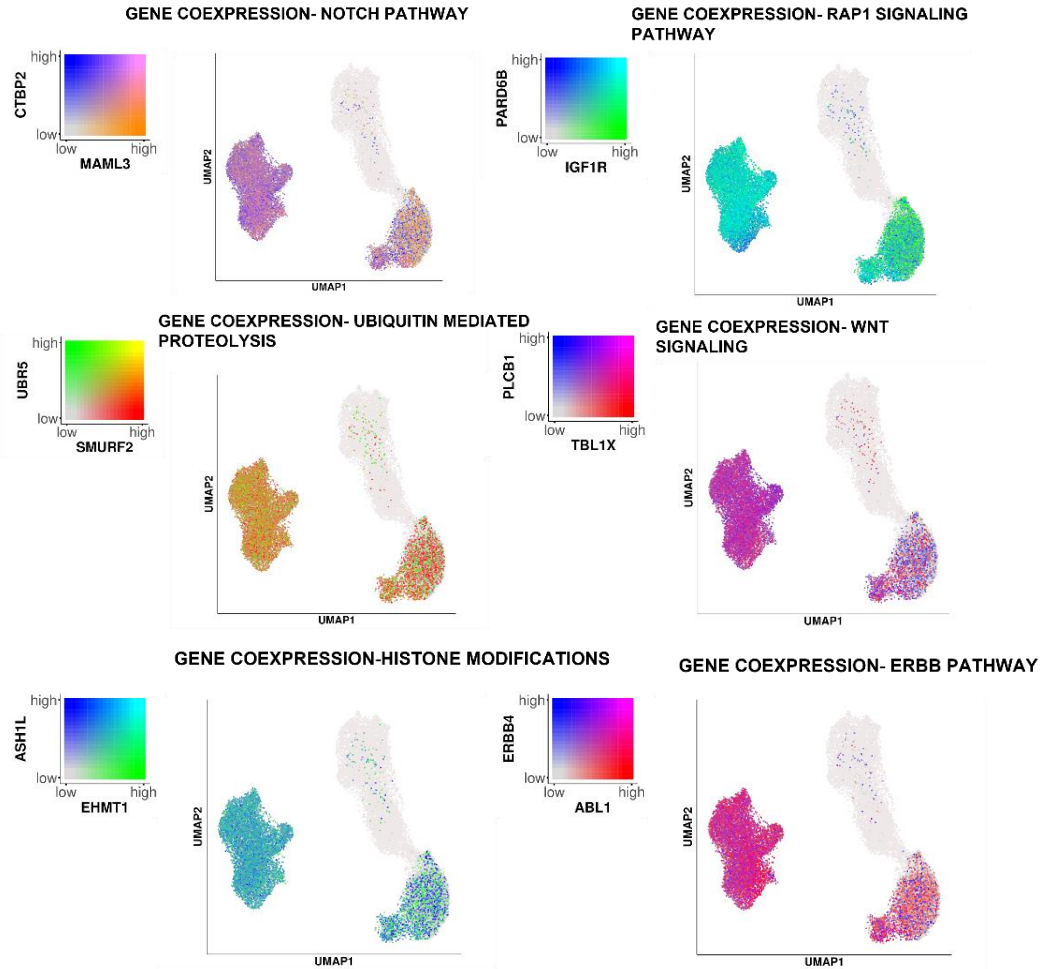 GENE COEXPRESSION- NOTCH PATHWAY
high
low
CTBP2
low high
MAML3
UMAP2
UMAP1
GENE COEXPRESSION- RAP1 SIGNALING
PATHWAY
high
low
PARD6B
low high
IGF1R
UMAP2
UMAP1
GENE COEXPRESSION- UBIQUITIN MEDIATED
PROTEOLYSIS
high
low
UBR5
low high
SMURF2
UMAP2
UMAP1
GENE COEXPRESSION- WNT
SIGNALING
high
low
PLCB1
low high
TBL1X
UMAP2
UMAP1
GENE COEXPRESSION-HISTONE MODIFICATIONS
high
low
ASH1L
low high
EHMT1
UMAP2
UMAP1
GENE COEXPRESSION- ERBB PATHWAY
high
low
ERBB4
low high
ABL1
UMAP2
UMAP1